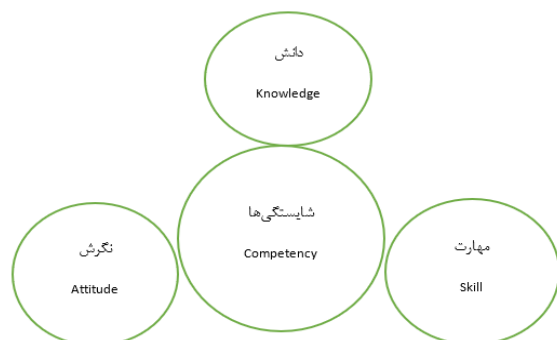 دانش
Knowledge
شایستگی‌ها
Competency
نگرش
Attitude
مهارت
Skill